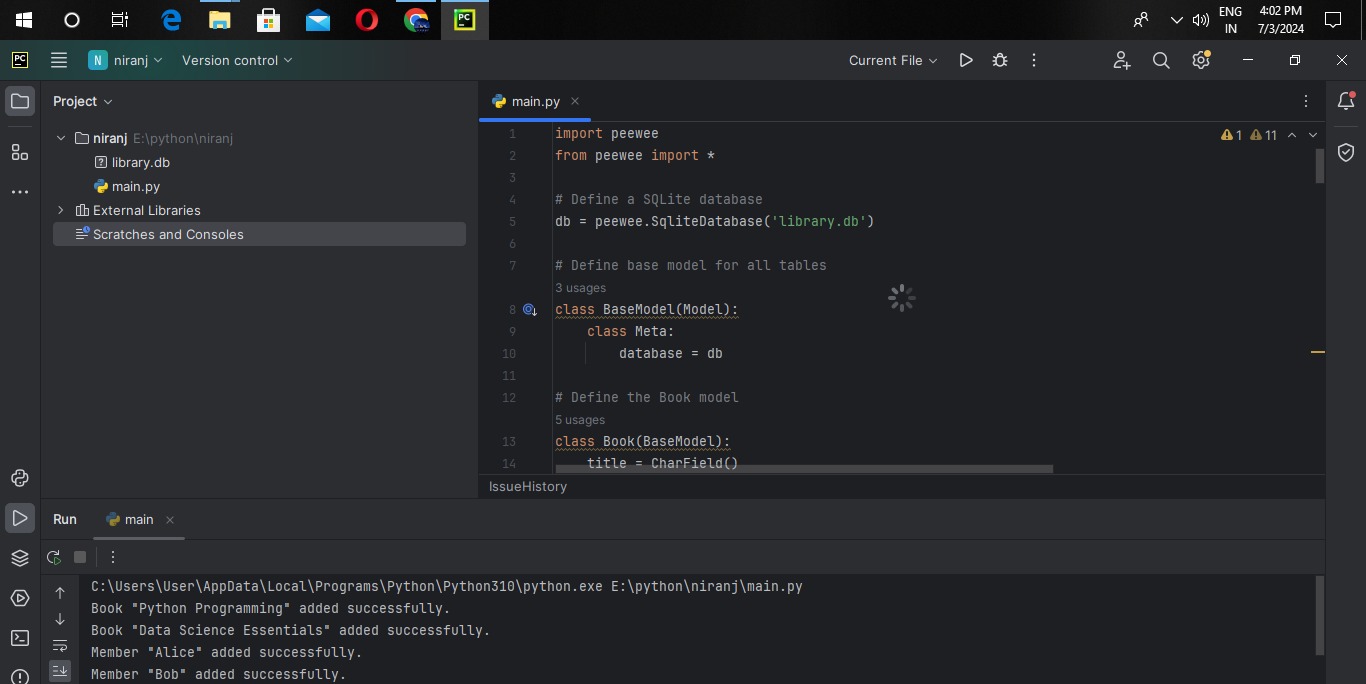 ENG
IN
4:02 PM
7/3/2024
PC
N niranj
Version control
Current File
Project
main.py
niranj E:\python\niranj
library.db
main.py
External Libraries
Scratches and Consoles
1 11
1 import peewee
2 from peewee import *
3
4 # Define a SQLite database
5 db = peewee.SqliteDatabase('library.db')
6
7 # Define base model for all tables
3 usages
8 class BaseModel(Model):
9 class Meta:
10 database = db
11
12 # Define the Book model
5 usages
13 class Book(BaseModel):
14 title = CharField()
IssueHistory
Run
main
C:\Users\User\AppData\Local\Programs\Python\Python310\python.exe E:\python\niranj\main.py
Book "Python Programming" added successfully.
Book "Data Science Essentials" added successfully.
Member "Alice" added successfully.
Member "Bob" added successfully.